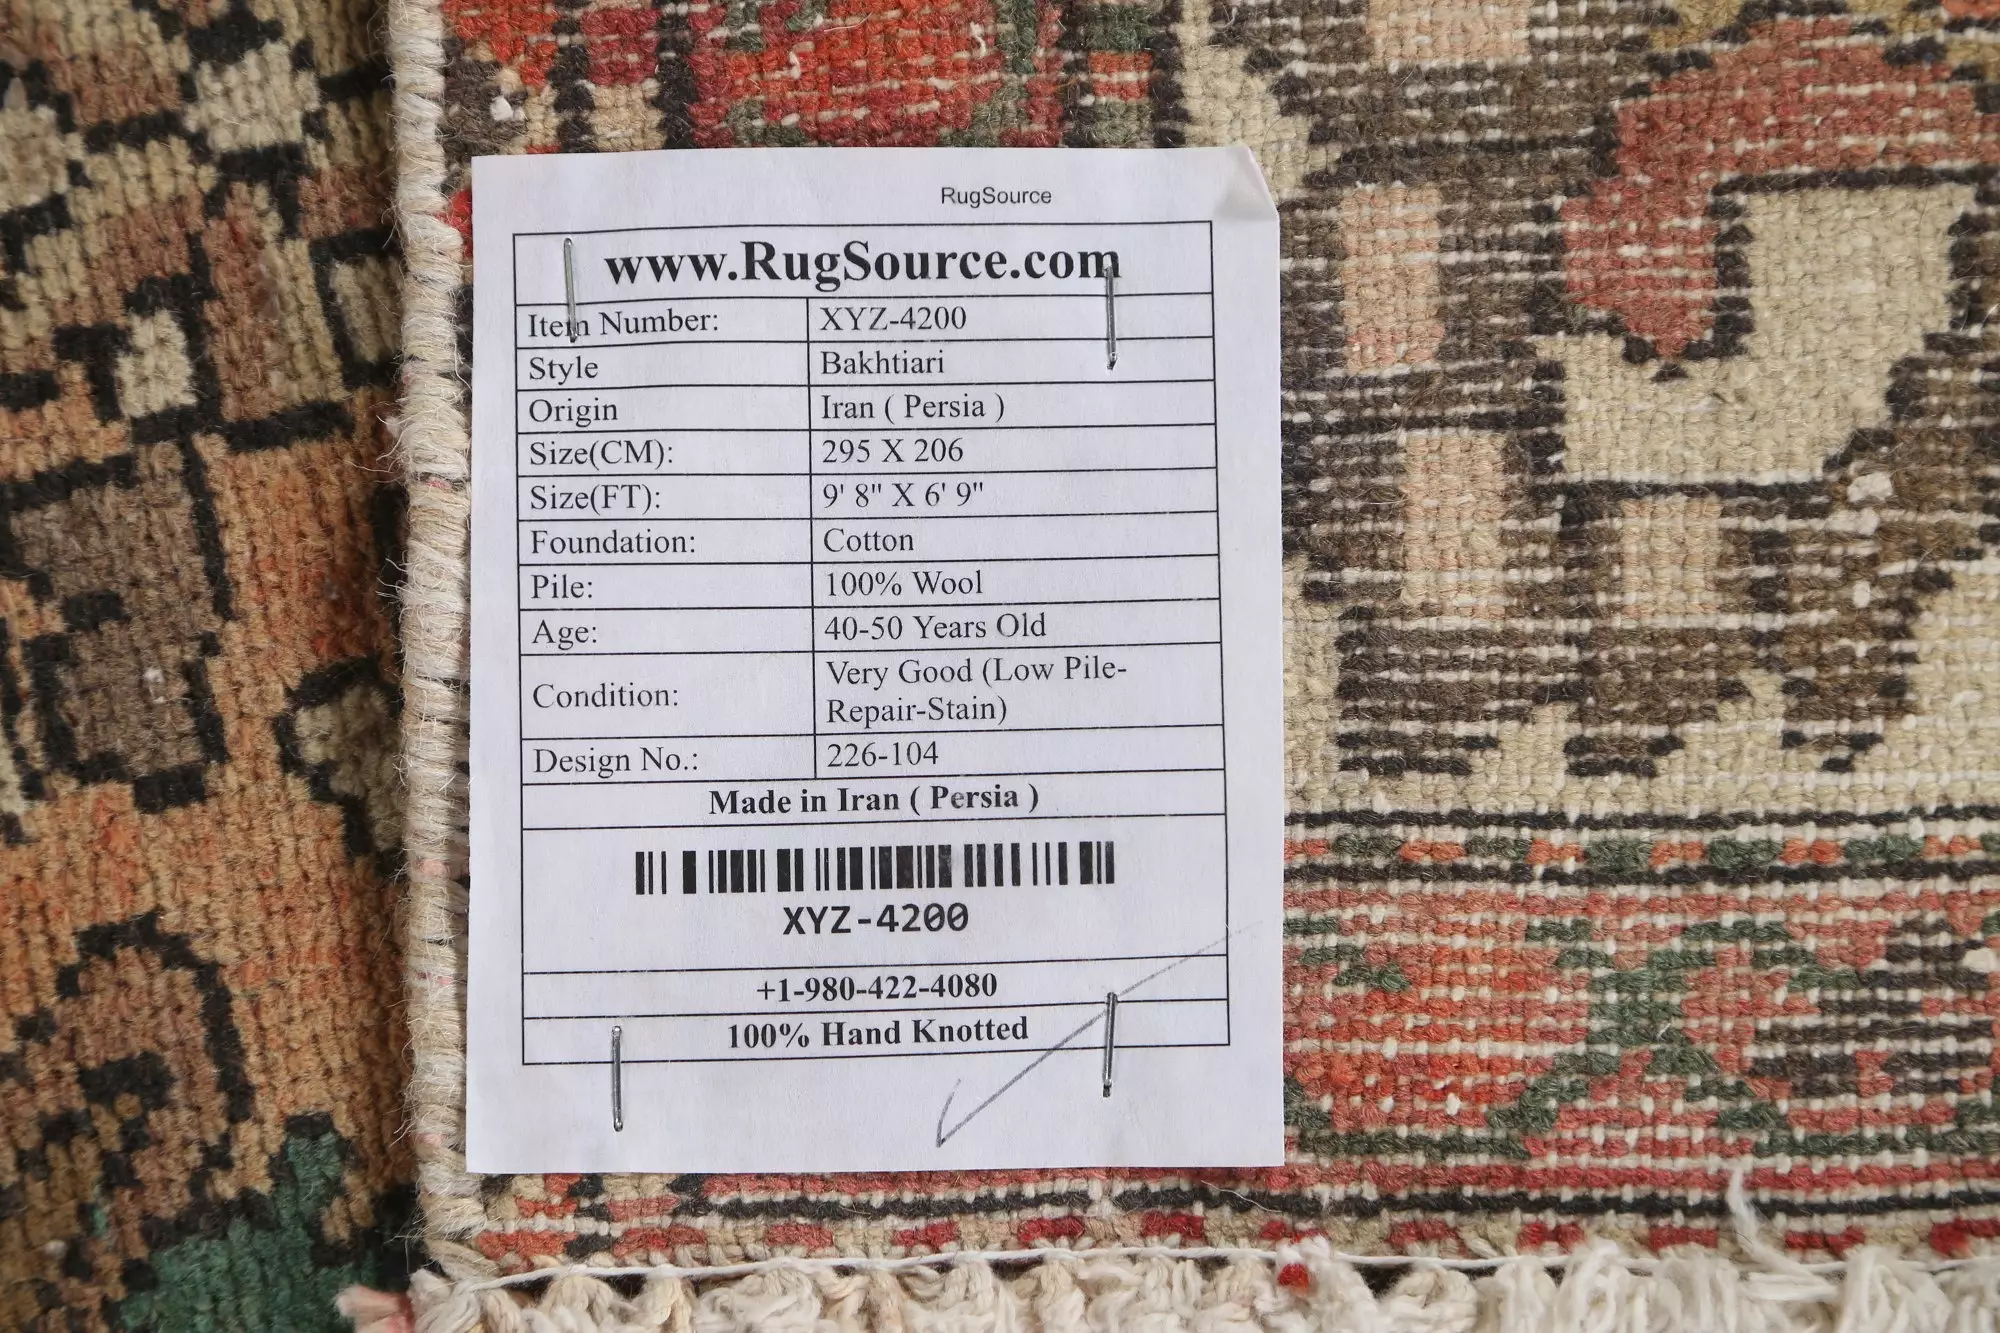 RugSource
www.RugSource.com
Item Number: XYZ-4200
Style Bakhtiari
Origin Iran ( Persia )
Size(CM): 295 X 206
Size(FT): 9' 8" X 6' 9"
Foundation: Cotton
Pile: 100% Wool
Age: 40-50 Years Old
Condition: Very Good (Low Pile-
Repair-Stain)
Design No.: 226-104
Made in Iran ( Persia )
XYZ-4200
+1-980-422-4080
100% Hand Knotted